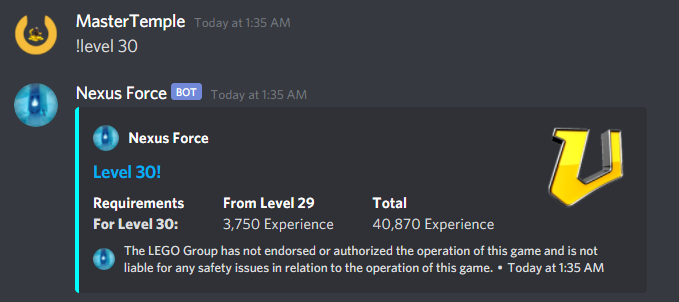 MasterTemple Today at 1:35 AM
!level 30
Nexus Force BOT Today at 1:35 AM
Nexus Force
Level 30!
Requirements From Level 29 Total
For Level 30: 3,750 Experience 40,870 Experience
The LEGO Group has not endorsed or authorized the operation of this game and is not
liable for any safety issues in relation to the operation of this game. • Today at 1:35 AM